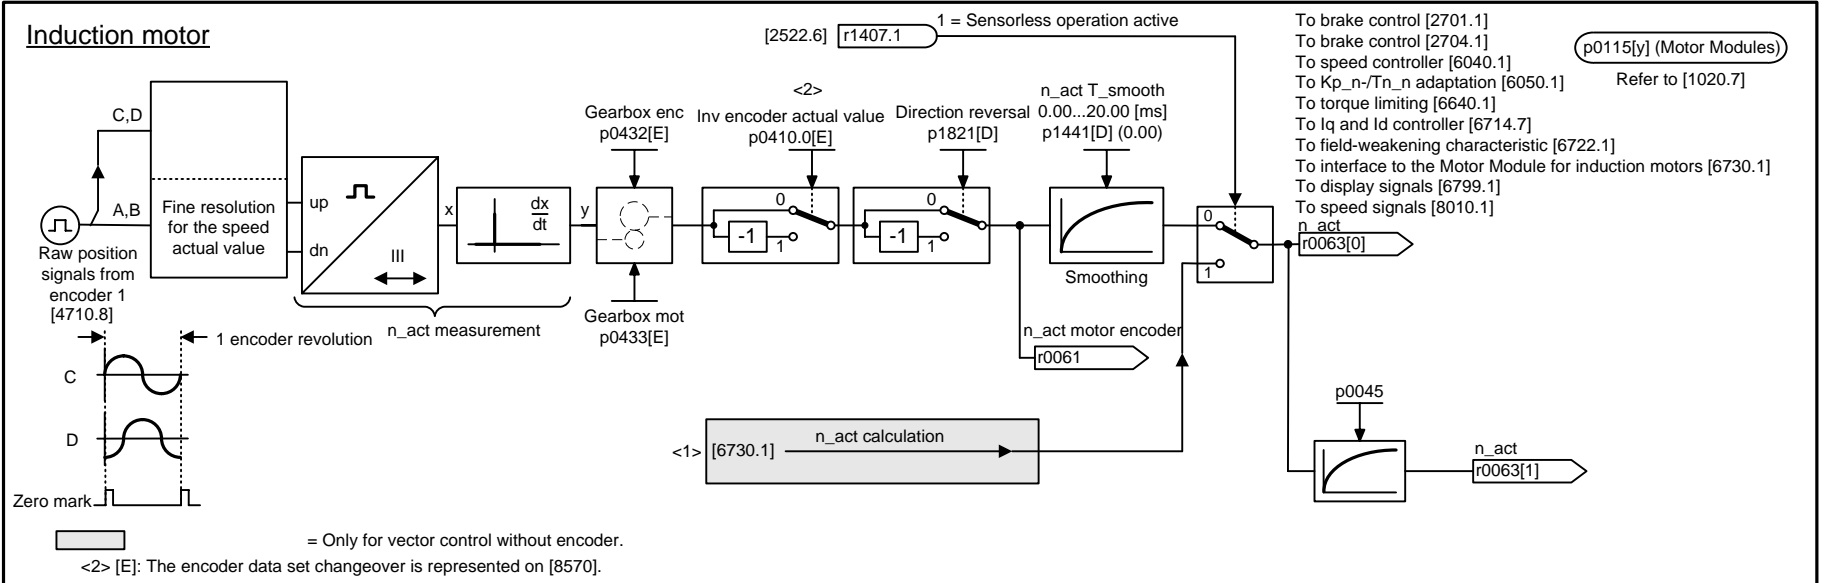 Induction motor
[2522.6]
r1407.1
1 = Sensorless operation active
To brake control [2701.1]
To brake control [2704.1]
To speed controller [6040.1]
To Kp_n-/Tn_n adaptation [6050.1]
To torque limiting [6640.1]
To Iq and Id controller [6714.7]
To field-weakening characteristic [6722.1]
To interface to the Motor Module for induction motors [6730.1]
To display signals [6799.1]
To speed signals [8010.1]
n_act
r0063[0]
p0115[y] (Motor Modules)
Refer to [1020.7]
C,D
A,B
Raw position
signals from
encoder 1
[4710.8]
Fine resolution
for the speed
actual value
up
dn
III
x
dx
dt
y
n_act measurement
Gearbox enc
p0432[E]
Gearbox mot
p0433[E]
<2>
Inv encoder actual value
p0410.0[E]
0
-1
1
Direction reversal
p1821[D]
0
-1
1
n_act T_smooth
0.00...20.00 [ms]
p1441[D] (0.00)
Smoothing
0
1
n_act motor encoder
r0061
1 encoder revolution
C
D
Zero mark
<1>
[6730.1]
n_act calculation
p0045
n_act
r0063[1]
= Only for vector control without encoder.
<2> [E]: The encoder data set changeover is represented on [8570].